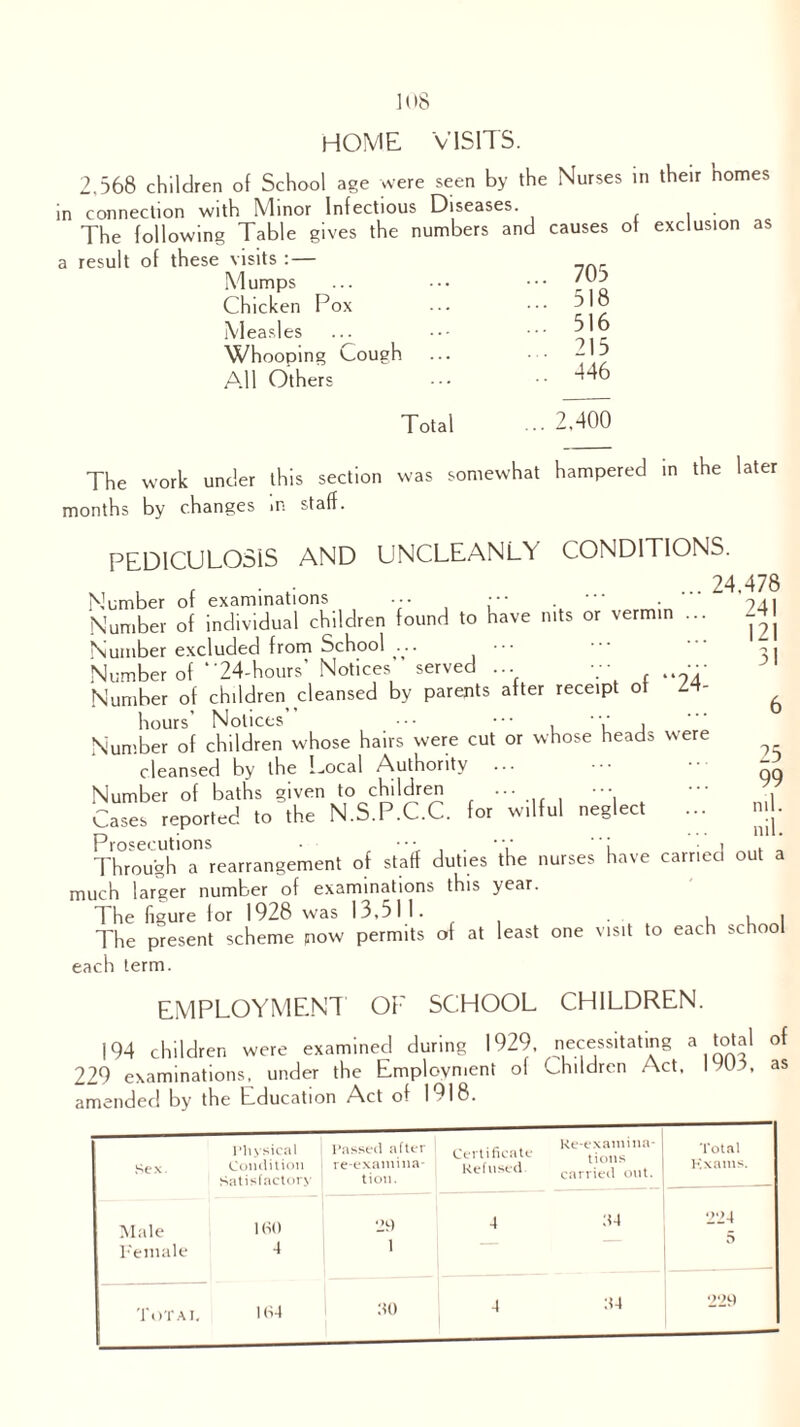 108
HOME VISITS.
2,568 children of School age were seen by the Nurses in their homes
in connection with Minor Infectious Diseases.
The following Table gives the numbers and causes of exclusion as
a result of these visits :—
Mumps ... ... ... 705
Chicken Pox ... ... 518
Measles ... ... ... 516
Whooping Cough ... ... 215
All Others ... .. 446
Total ... 2,400
The work under this section was somewhat hampered in the later
months by changes in staff.
PEDICULOSIS AND UNCLEANLY CONDITIONS.
Number of examinations ... ... ... ... 24,478
Number of individual children found to have nits or vermin ... 241
Number excluded from School ... ... ... ... 121
Number of "24-hours' Notices" served ... ... ... 31
Number of children cleansed by parents after receipt of "24-
hours' Notices" ... ... ... ... 6
Number of children whose hairs were cut or whose heads were
cleansed by the Local Authority ... ... ... 25
Number of baths given to children ... ... ... 99
Cases reported to the N.S.P.C.C. for wilful neglect ... nil.
Prosecutions ... ... ... ... nil.
Through a rearrangement of staff duties the nurses have carried out a
much larger number of examinations this year.
The figure for 1928 was 13,511.
The present scheme now permits of at least one visit to each school
each term.
EMPLOYMENT OF SCHOOL CHILDREN.
194 children were examined during 1929, necessitating a total of
229 examinations, under the Employment of Children Act, 1903, as
amended by the Education Act of 1918.
Sex. Physical Condition Satisfactory Passed after re-examina-tion. Certificate Refused. Re-examina-tions carried out. Total Exams.
Male 160 29 4 34 224
Female 4 1 — — 5
TOTAL 164 30 4 34 229